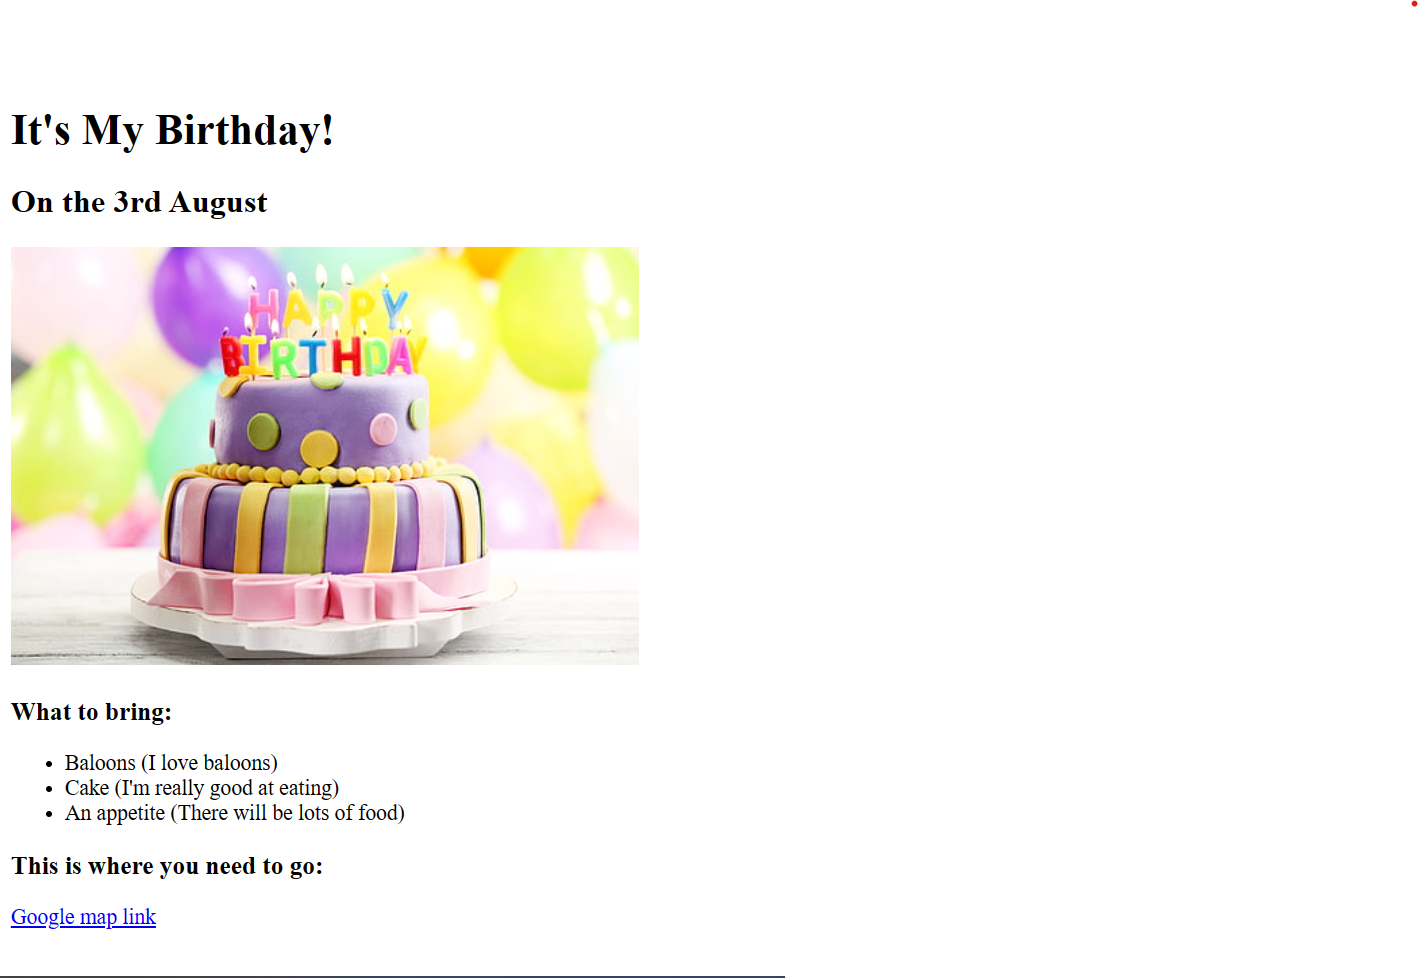 It's My Birthday!
On the 3rd August
HAPPY
BIRTHDAY
What to bring:
Baloons (I love baloons)
Cake (I'm really good at eating)
An appetite (There will be lots of food)
This is where you need to go:
Google map link